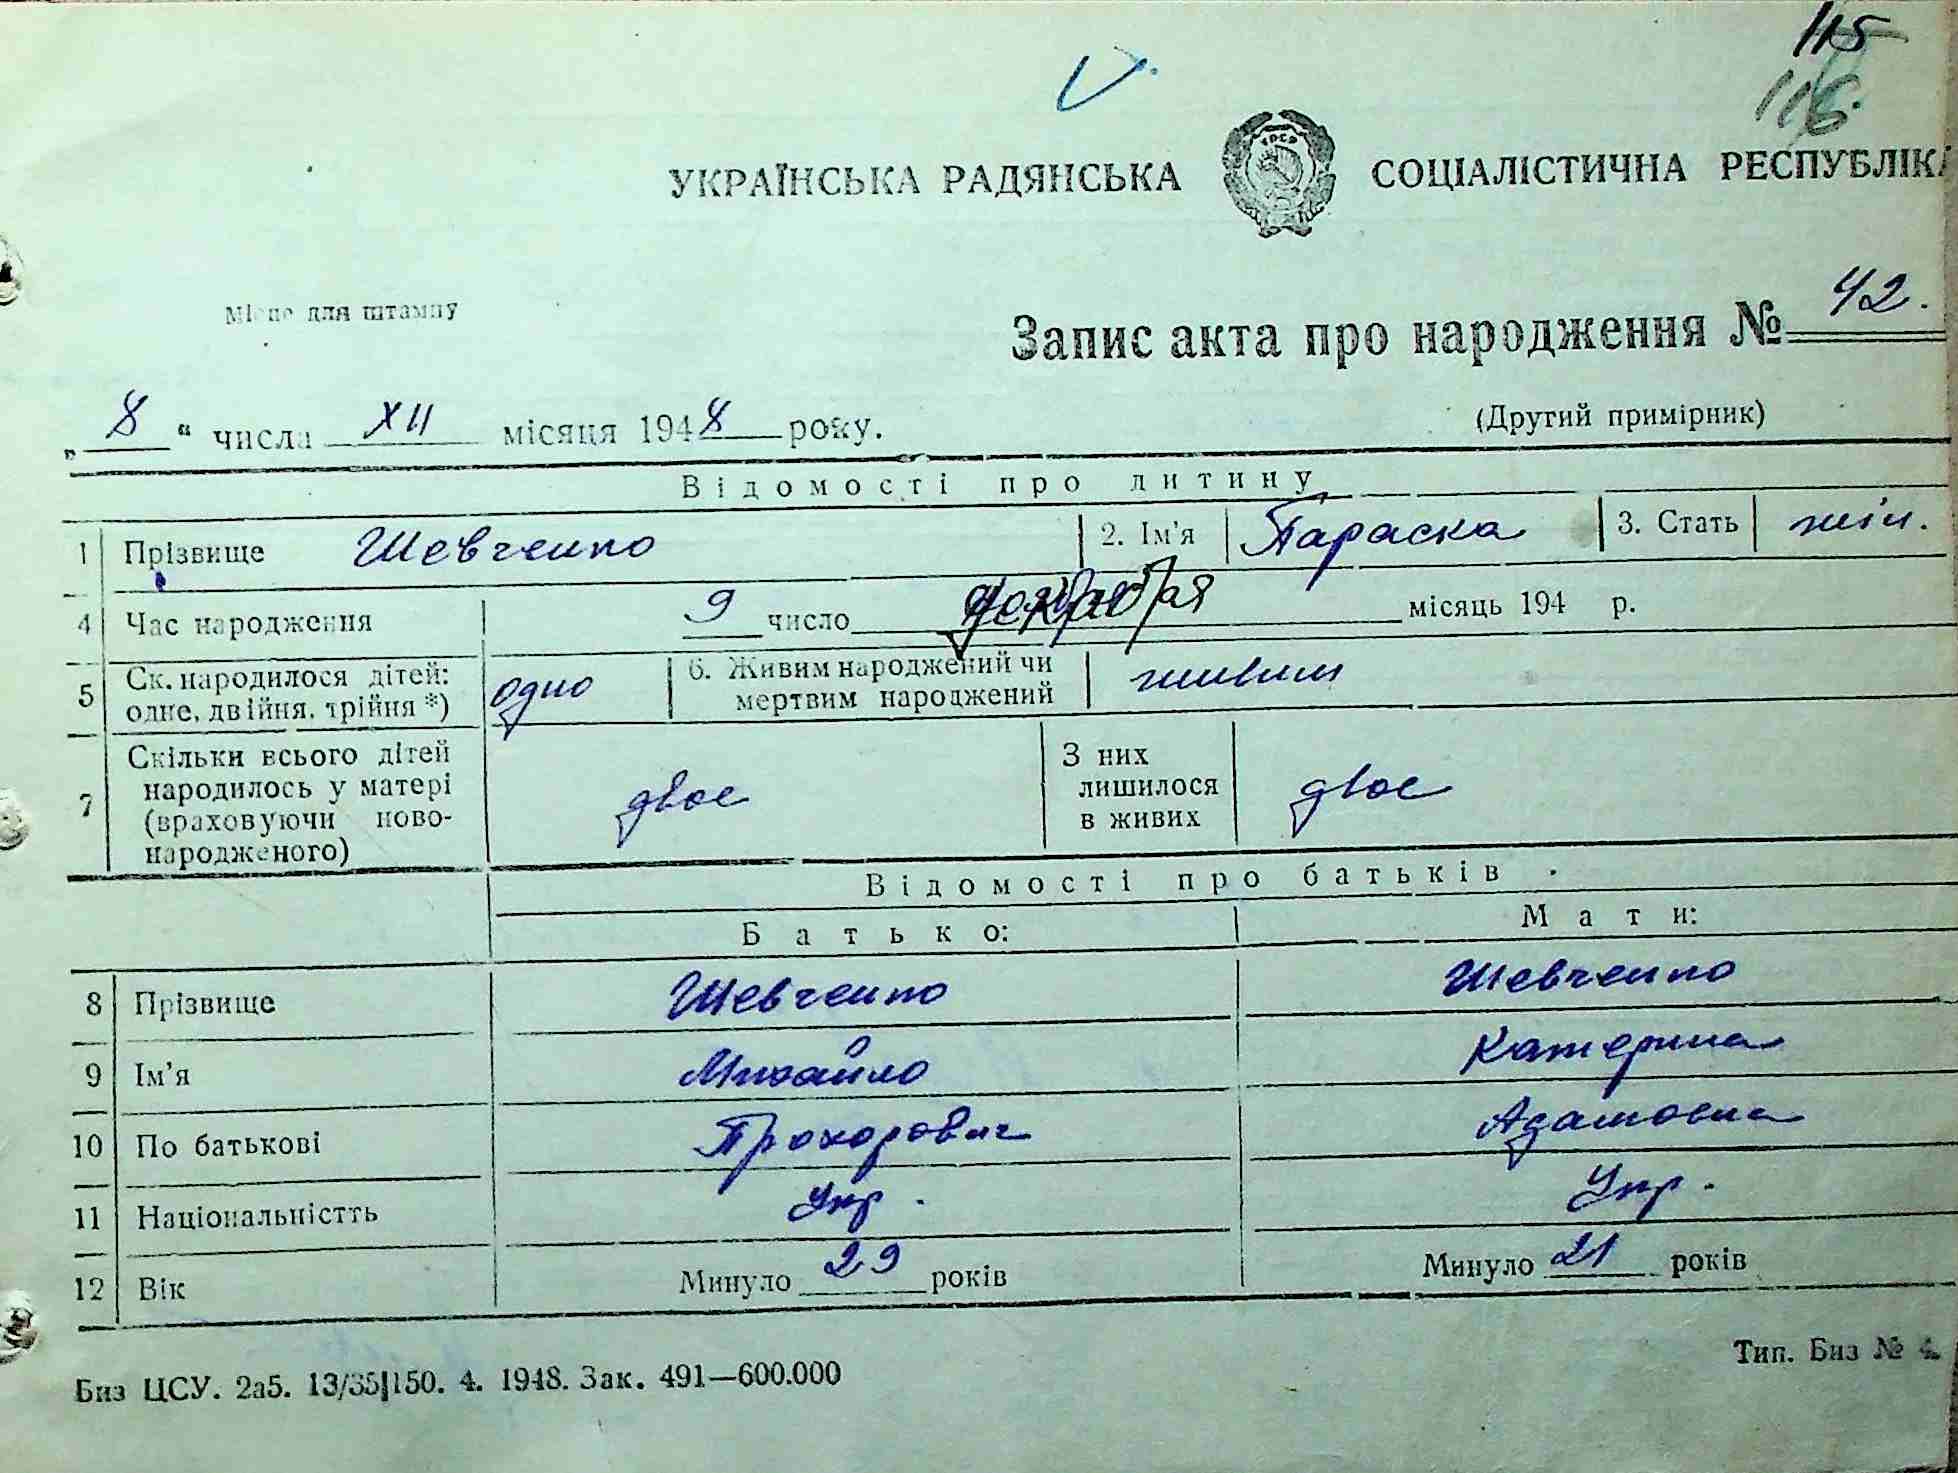 115
116.
УКРАЇНСЬКА РАДЯНСЬКА СОЦІАЛІСТИЧНА РЕСПУБЛІКА
УРСР
Місце для штампу
Запис акта про народження № 42.
„8“ числа XII місяця 1948 року.
(Другий примірник)
Відомості про дитину
1 Прізвище Шевченко 2. Ім’я Параска 3. Стать жін.
4 Час народження 9 число декабря місяць 194 р.
5 Ск. народилося дітей: одне, двійня, трійня *) одно 6. Живим народжений чи мертвим народжений живим
7 Скільки всього дітей народилось у матері (враховуючи новонародженого) двоє З них лишилося в живих двоє
Відомості про батьків
Батько: Мати:
8 Прізвище Шевченко Шевченко
9 Ім’я Михайло Катерина
10 По батькові Прохорович Адамовна
11 Національністть Укр. Укр.
12 Вік Минуло 29 років Минуло 21 років
Биз ЦСУ. 2а5. 13/35|150. 4. 1948. Зак. 491—600.000
Тип. Биз № 4.